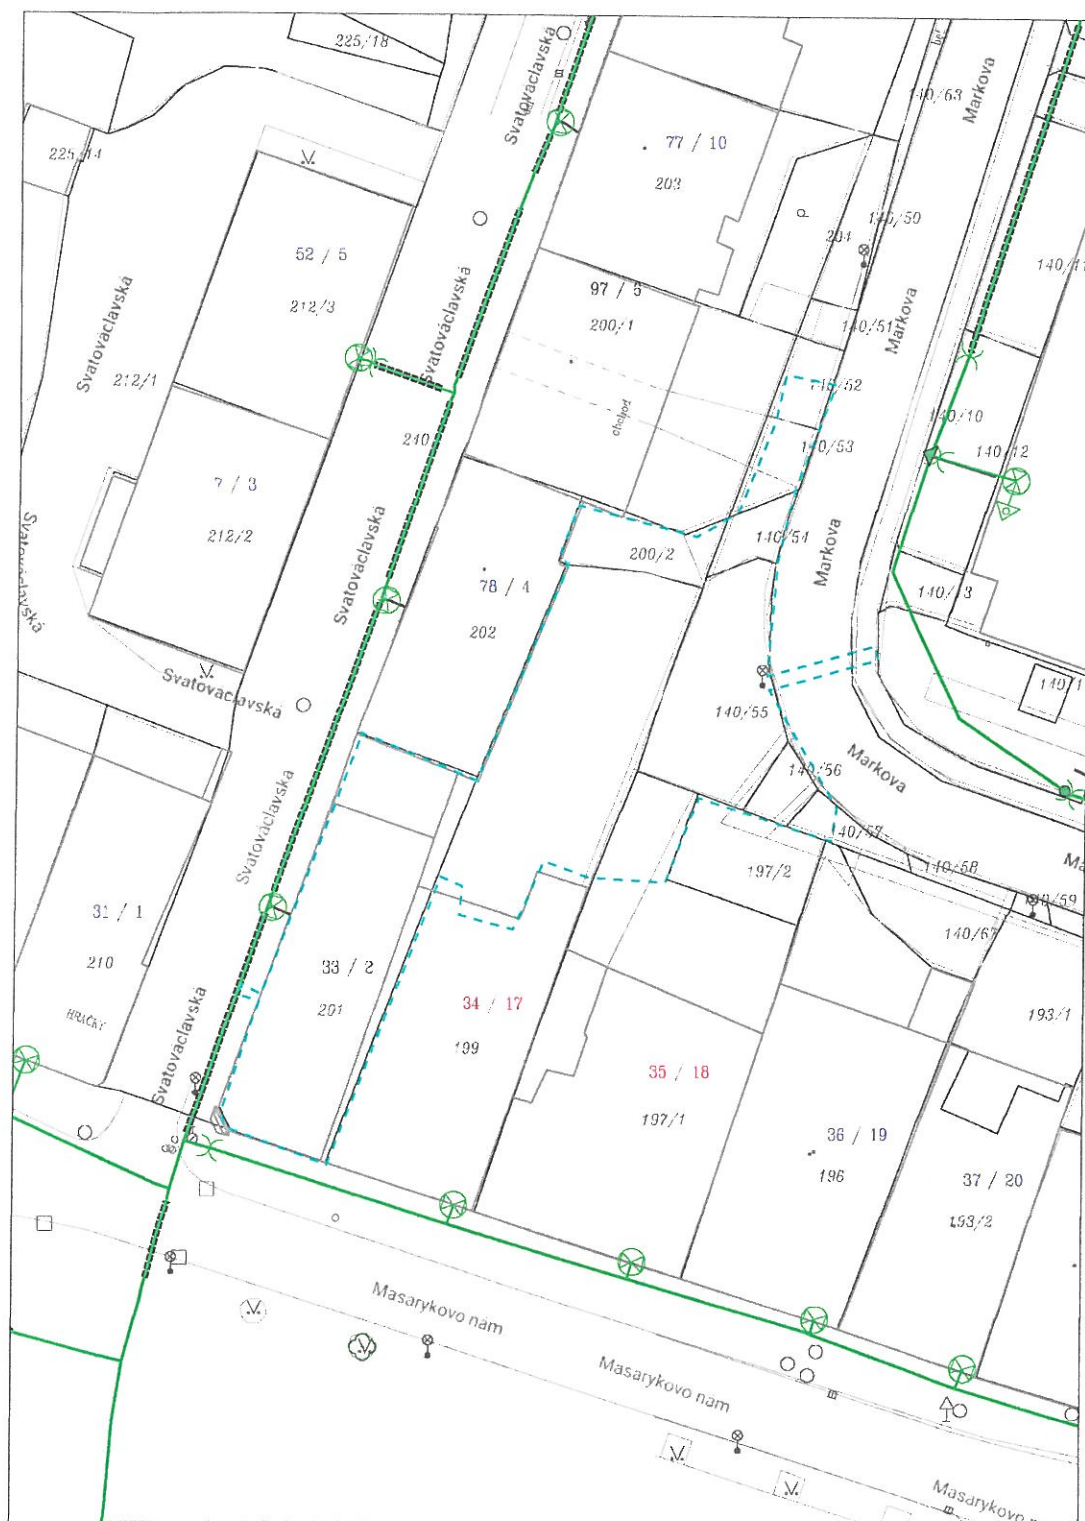 225/18
Svatováclavská
Markova
140/63
77 / 10
203
225/14
140/50
204
52 / 5
212/3
Svatováclavská
Svatováclavská
97 / 6
200/1
140/11
140/51
Markova
212/1
140/52
chod
140/10
240
140/53
140/12
7 / 3
212/2
Svatováclavská
Svatováclavská
200/2
140/54
Markova
78 / 4
202
140/13
Svatováclavská
140/55
140/56
Markova
Svatováclavská
140/57
140/58
197/2
140/59
31 / 1
210
140/67
33 / 2
201
34 / 17
199
193/1
HRAČKY
Svatováclavská
35 / 18
197/1
36 / 19
196
37 / 20
193/2
Masarykovo nám
Masarykovo nám
Masarykovo